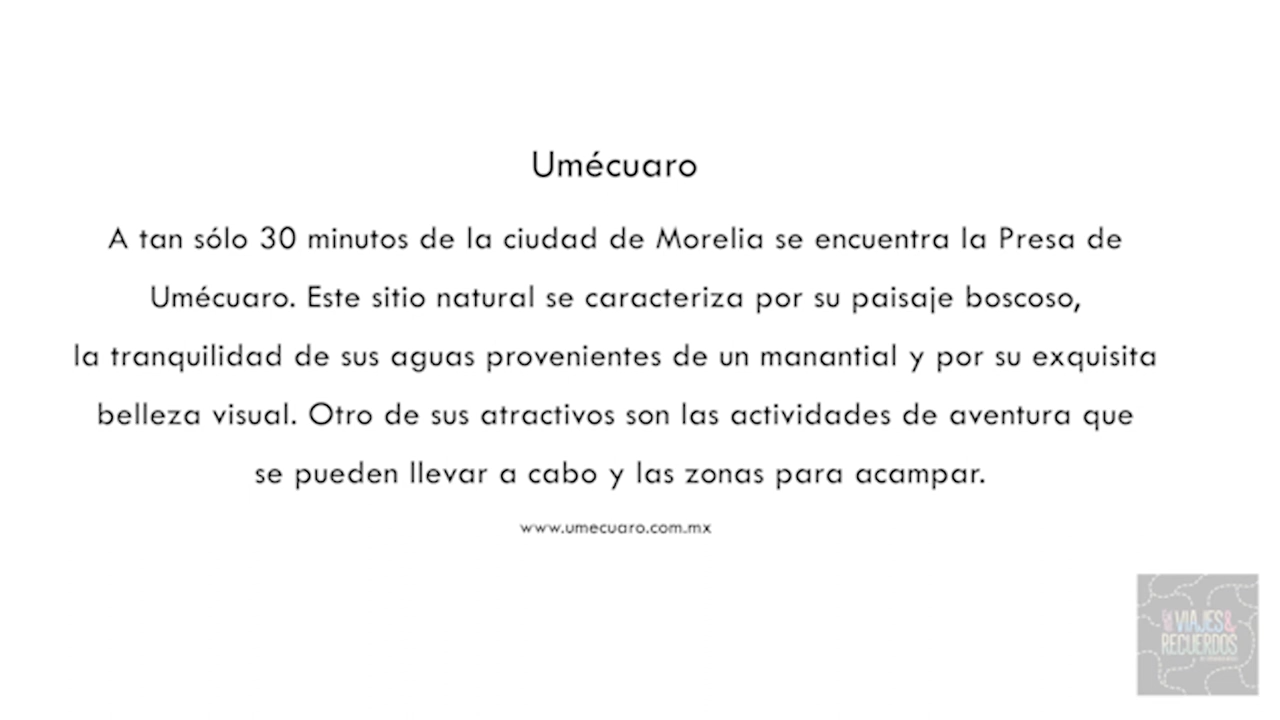 Umécuaro
A tan sólo 30 minutos de la ciudad de Morelia se encuentra la Presa de
Umécuaro. Este sitio natural se caracteriza por su paisaje boscoso,
la tranquilidad de sus aguas provenientes de un manantial y por su exquisita
belleza visual. Otro de sus atractivos son las actividades de aventura que
se pueden llevar a cabo y las zonas para acampar.
www.umecuaro.com.mx
VIAJES&
RECUERDOS